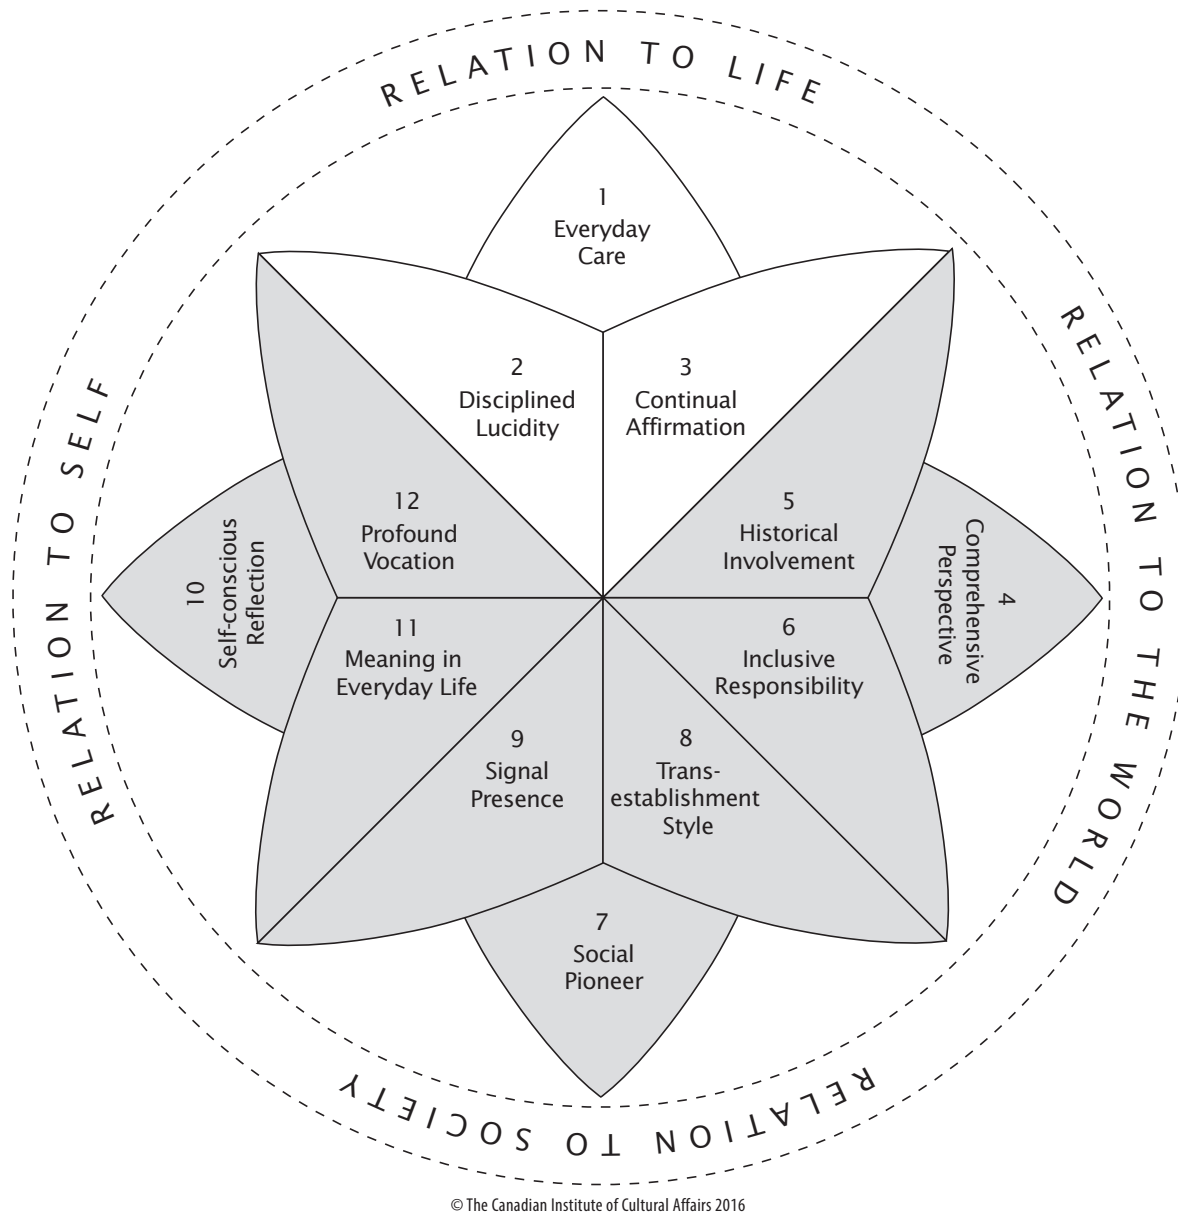 RELATION TO LIFE
1
Everyday
Care
2
Disciplined
Lucidity
3
Continual
Affirmation
RELATION TO THE WORLD
4
Comprehensive
Perspective
5
Historical
Involvement
6
Inclusive
Responsibility
RELATION TO SOCIETY
7
Social
Pioneer
8
Trans-
establishment
Style
9
Signal
Presence
RELATION TO SELF
10
Self-conscious
Reflection
11
Meaning in
Everyday Life
12
Profound
Vocation
© The Canadian Institute of Cultural Affairs 2016